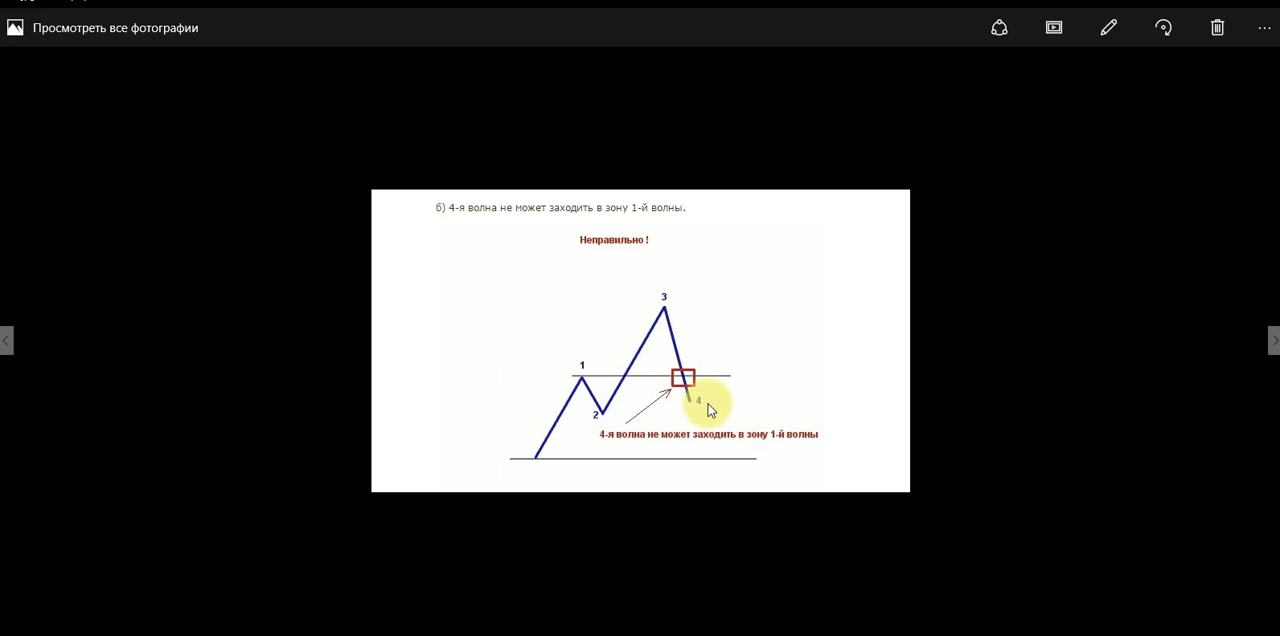 Просмотреть все фотографии
б) 4-я волна не может заходить в зону 1-й волны.
Неправильно !
3
1
4
2
4-я волна не может заходить в зону 1-й волны